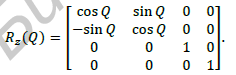 R_z(Q) = [cos Q sin Q 0 0
−sin Q cos Q 0 0
0 0 1 0
0 0 0 1].